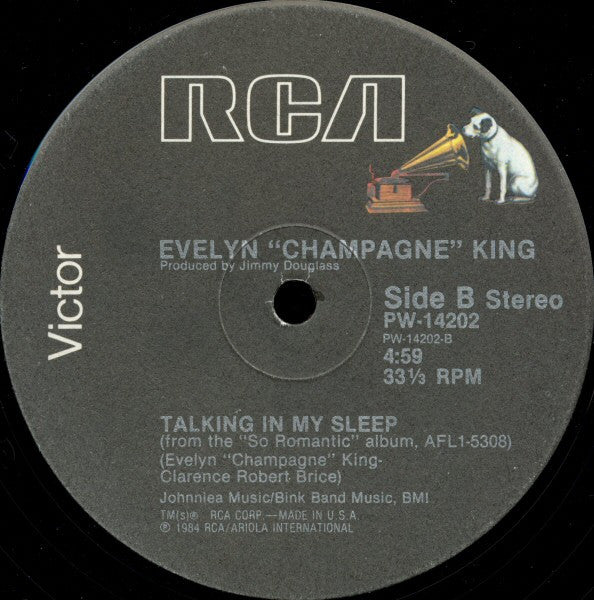 RCA
Victor
EVELYN "CHAMPAGNE" KING
Produced by Jimmy Douglass
Side B Stereo
PW-14202
PW-14202-B
4:59
33⅓ RPM
TALKING IN MY SLEEP
(from the "So Romantic" album, AFL1-5308)
(Evelyn "Champagne" King-
Clarence Robert Brice)
Johnniea Music/Bink Band Music, BMI
TM(s)® RCA CORP.—MADE IN U.S.A.
℗ 1984 RCA/ARIOLA INTERNATIONAL